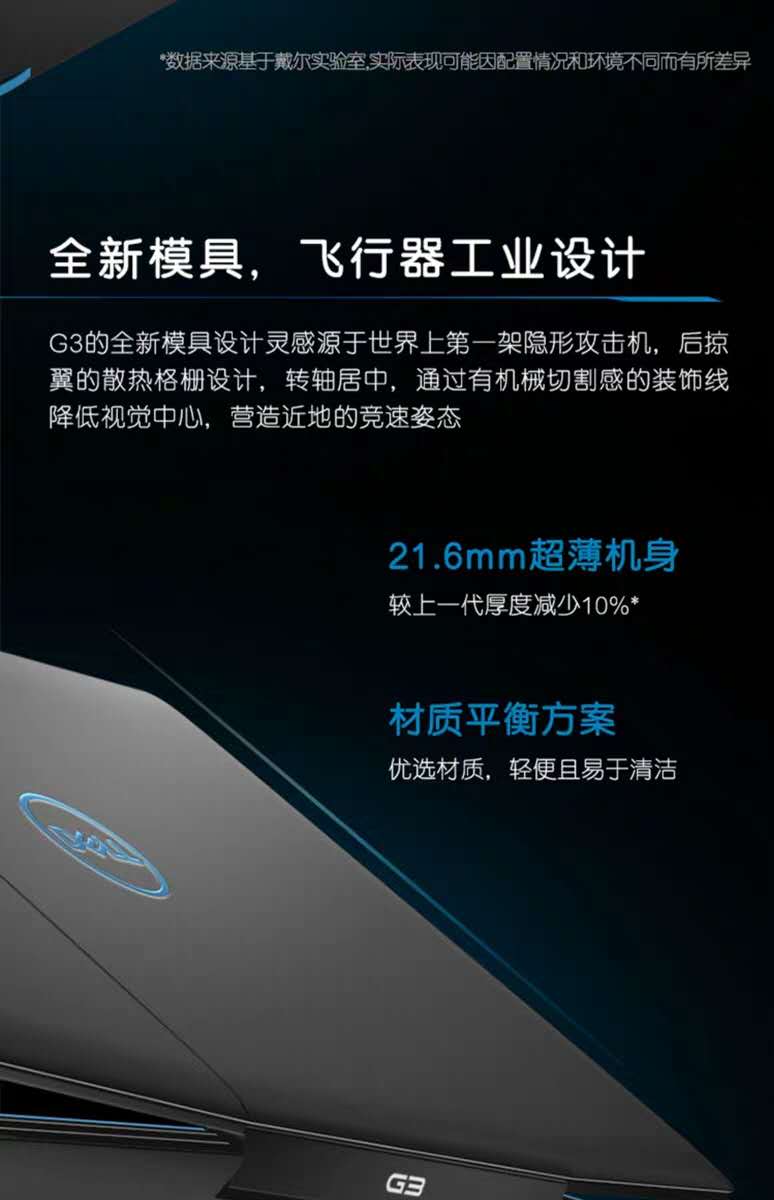 *数据来源基于戴尔实验室,实际表现可能因配置情况和环境不同而有所差异
全新模具，飞行器工业设计
G3的全新模具设计灵感源于世界上第一架隐形攻击机，后掠
翼的散热格栅设计，转轴居中，通过有机械切割感的装饰线
降低视觉中心，营造近地的竞速姿态
21.6mm超薄机身
较上一代厚度减少10%*
材质平衡方案
优选材质，轻便且易于清洁
DELL
G3